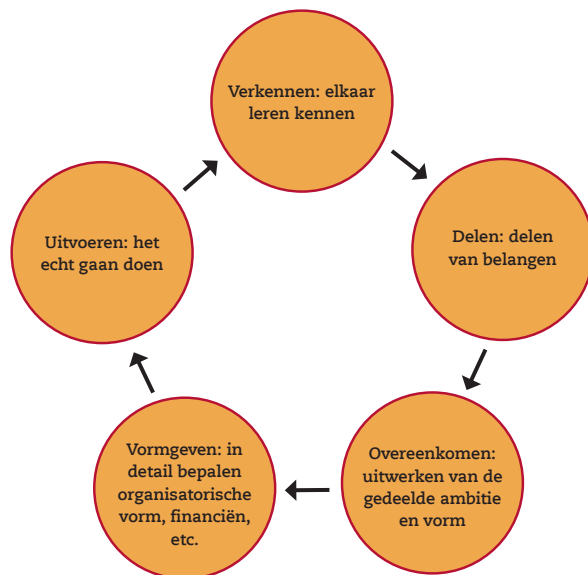 Verkennen: elkaar
leren kennen
Delen: delen
van belangen
Overeenkomen:
uitwerken van de
gedeelde ambitie
en vorm
Vormgeven: in
detail bepalen
organisatorische
vorm, financiën,
etc.
Uitvoeren: het
echt gaan doen